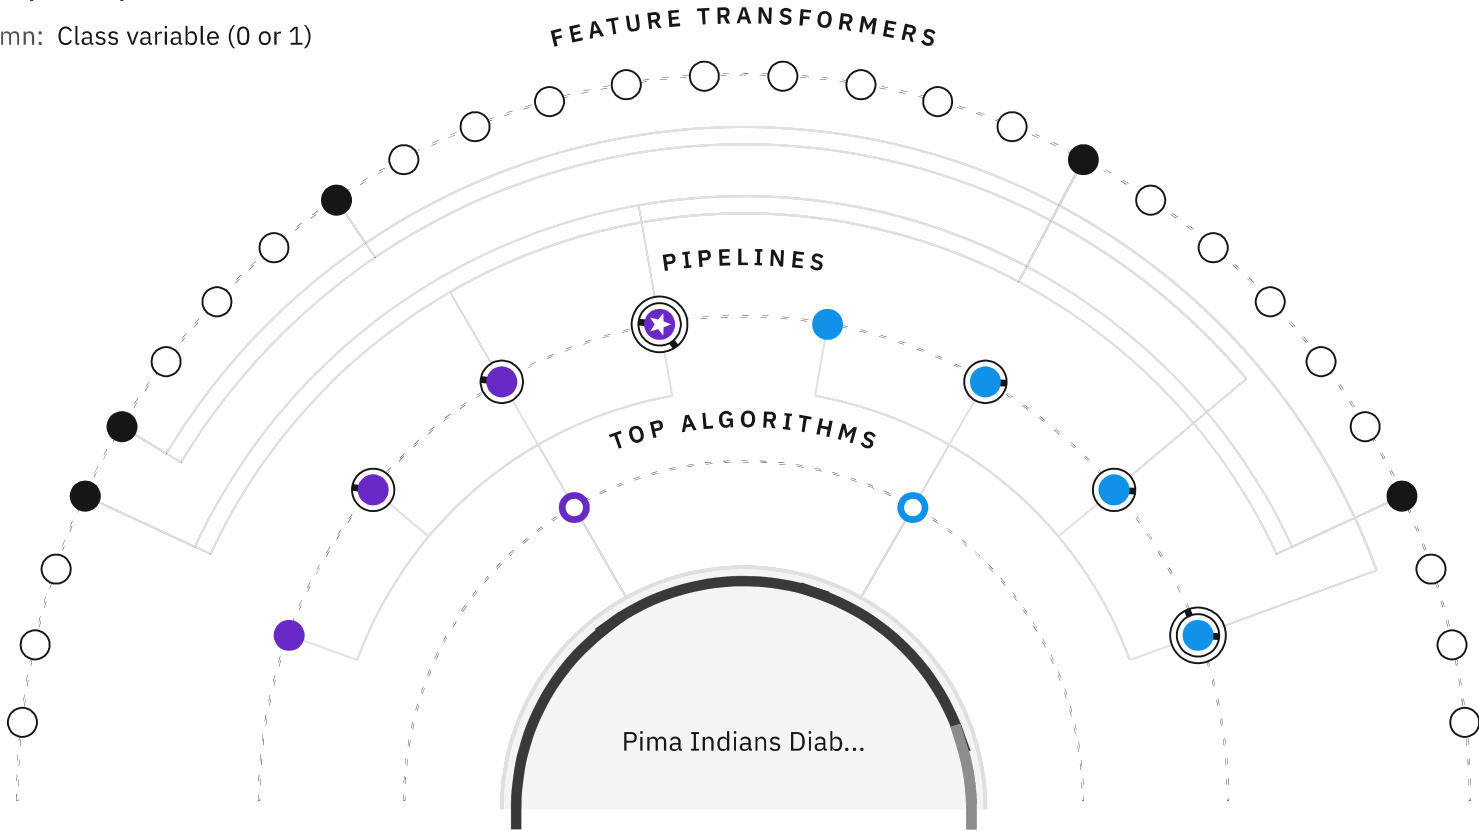 mn: Class variable (0 or 1)
FEATURE TRANSFORMERS
PIPELINES
TOP ALGORITHMS
Pima Indians Diab...